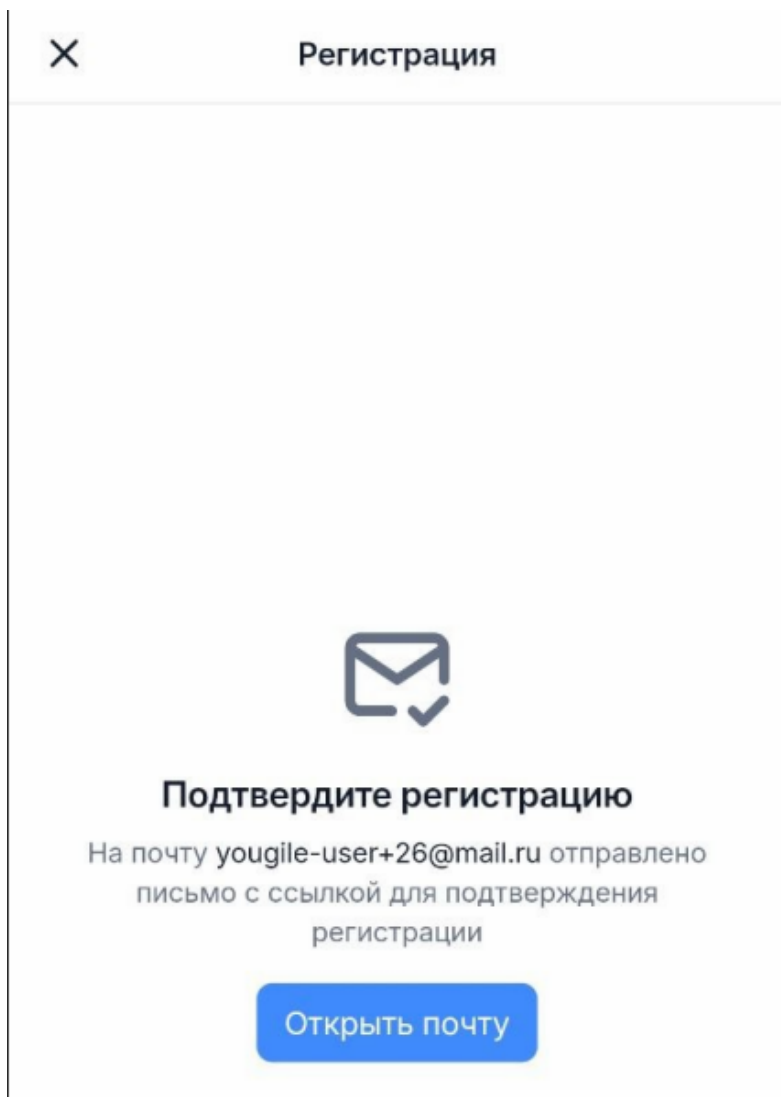 Регистрация
Подтвердите регистрацию
На почту yougile-user+26@mail.ru отправлено
письмо с ссылкой для подтверждения
регистрации
Открыть почту